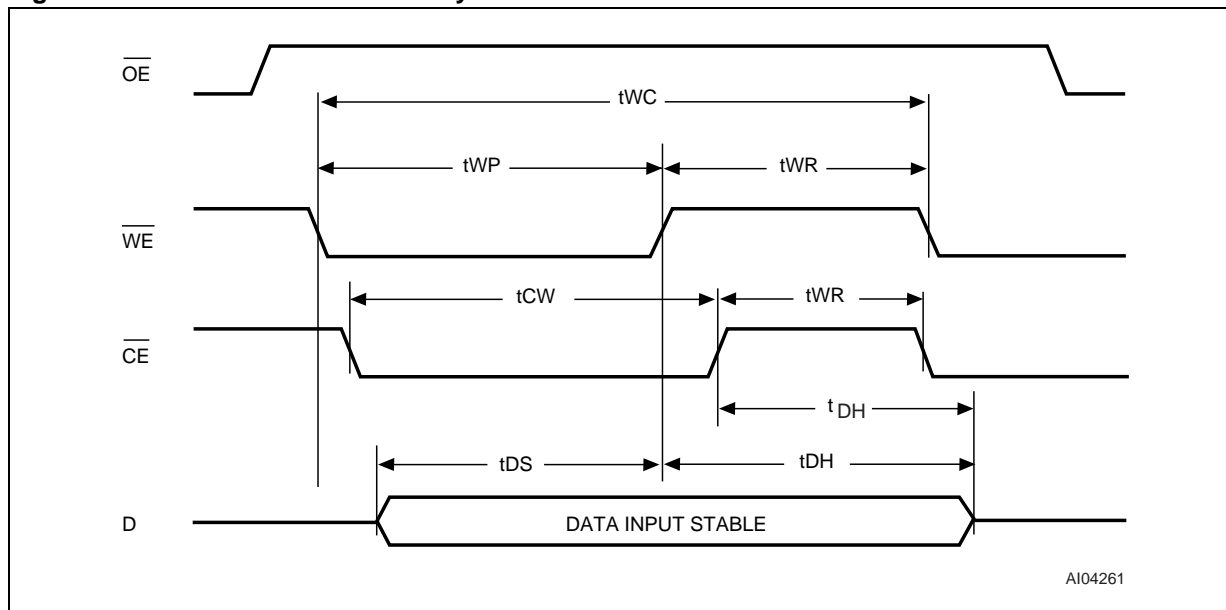 OE
tWC
tWP
tWR
WE
tCW
tWR
CE
t DH
tDS
tDH
D
DATA INPUT STABLE
AI04261